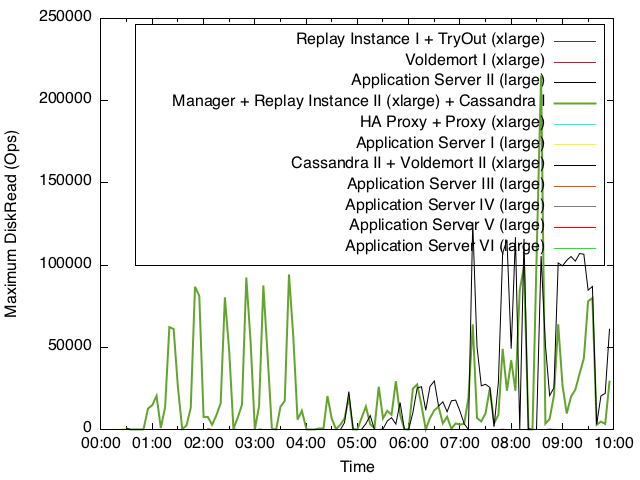 250000
200000
150000
100000
50000
0
Maximum DiskRead (Ops)
Replay Instance I + TryOut (xlarge)
Voldemort I (xlarge)
Application Server II (large)
Manager + Replay Instance II (xlarge) + Cassandra I
HA Proxy + Proxy (xlarge)
Application Server I (large)
Cassandra II + Voldemort II (xlarge)
Application Server III (large)
Application Server IV (large)
Application Server V (large)
Application Server VI (large)
00:00 01:00 02:00 03:00 04:00 05:00 06:00 07:00 08:00 09:00 10:00
Time